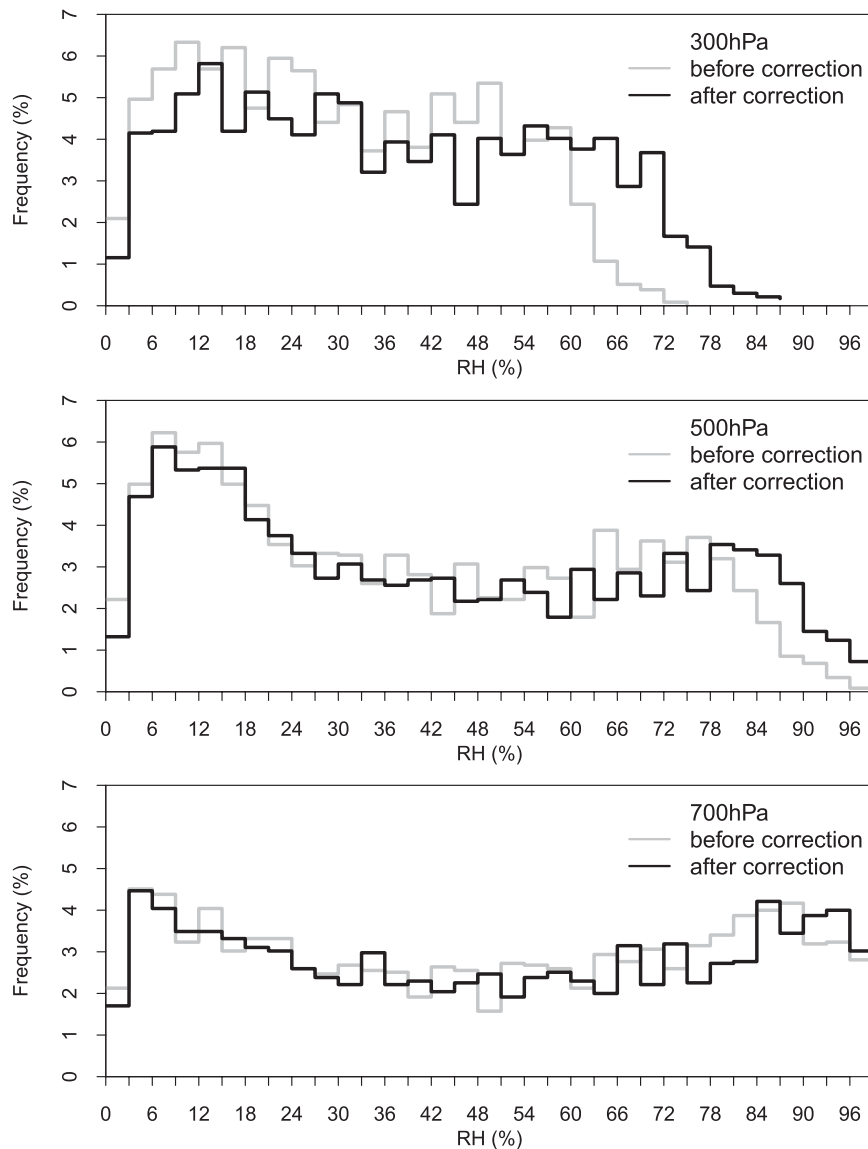 7
6
5
4
3
2
1
0
Frequency (%)
300hPa
before correction
after correction
0 6 12 18 24 30 36 42 48 54 60 66 72 78 84 90 96
RH (%)
7
6
5
4
3
2
1
0
Frequency (%)
500hPa
before correction
after correction
0 6 12 18 24 30 36 42 48 54 60 66 72 78 84 90 96
RH (%)
7
6
5
4
3
2
1
0
Frequency (%)
700hPa
before correction
after correction
0 6 12 18 24 30 36 42 48 54 60 66 72 78 84 90 96
RH (%)